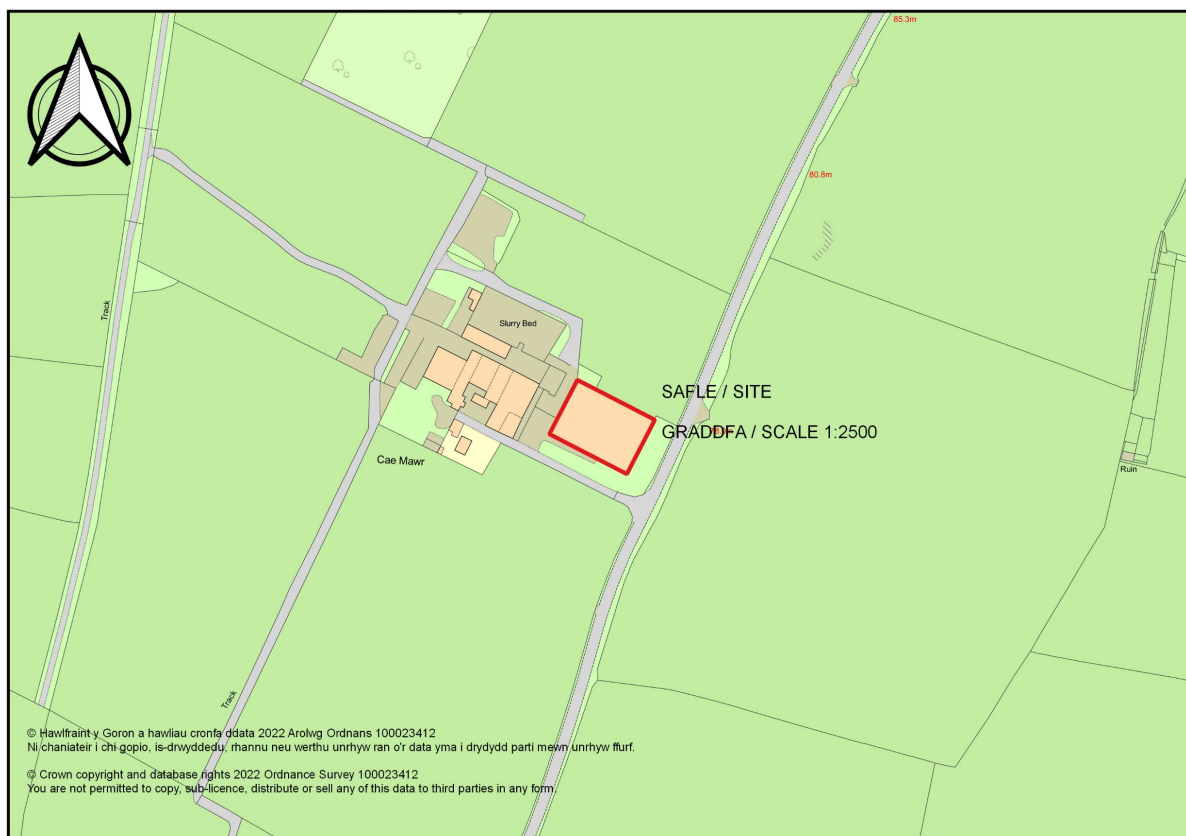 85.3m
80.8m
Track
Slurry Bed
SAFLE / SITE
GRADDFA / SCALE 1:2500
Cae Mawr
Ruin
Track
© Hawlfraint y Goron a hawliau cronfa ddata 2022 Arolwg Ordnans 100023412
Ni chaniateir i chi gopio, is-drwyddedu, rhannu neu werthu unrhyw ran o'r data yma i drydydd parti mewn unrhyw ffurf.
© Crown copyright and database rights 2022 Ordnance Survey 100023412
You are not permitted to copy, sub-licence, distribute or sell any of this data to third parties in any form.